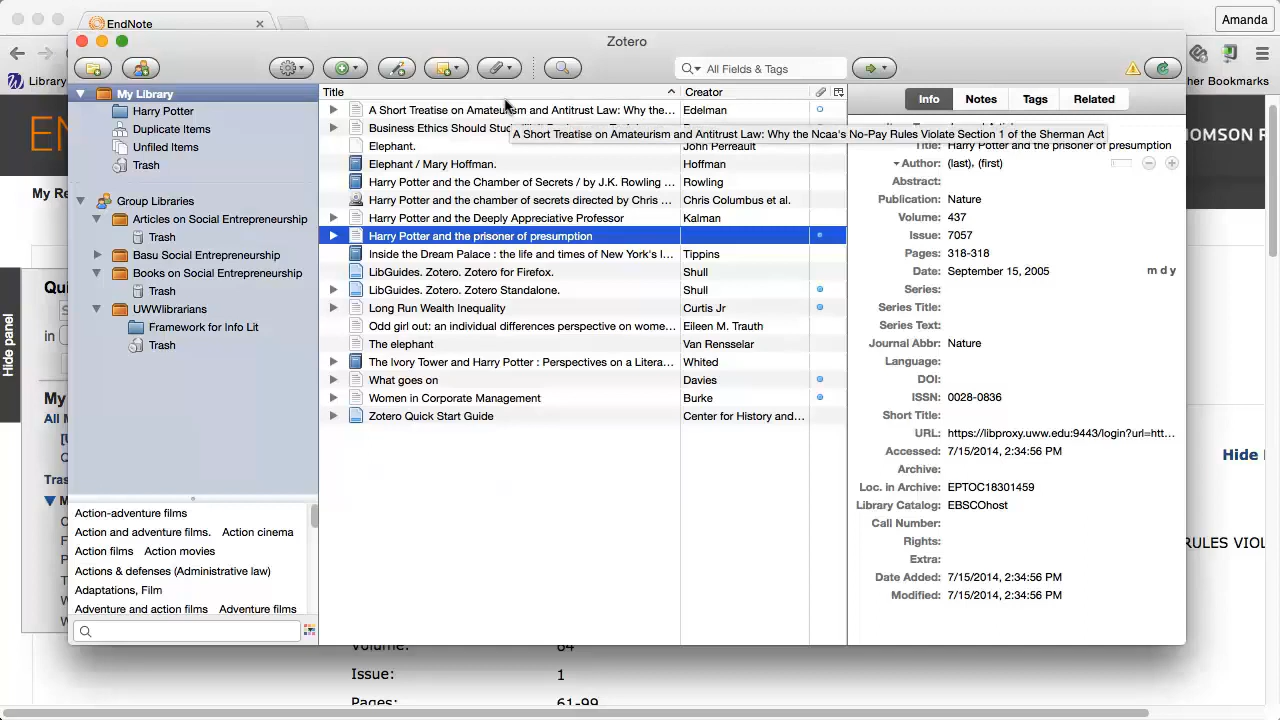 EndNote
Amanda
Library
Other Bookmarks
Zotero
All Fields & Tags
My Library
Harry Potter
Duplicate Items
Unfiled Items
Trash
Group Libraries
Articles on Social Entrepreneurship
Trash
Basu Social Entrepreneurship
Books on Social Entrepreneurship
Trash
UWWlibrarians
Framework for Info Lit
Trash
Action-adventure films
Action and adventure films. Action cinema
Action films Action movies
Actions & defenses (Administrative law)
Adaptations, Film
Adventure and action films Adventure films
Title Creator
A Short Treatise on Amateurism and Antitrust Law: Why the... Edelman
Business Ethics Should Stu
A Short Treatise on Amateurism and Antitrust Law: Why the Ncaa's No-Pay Rules Violate Section 1 of the Sherman Act
Elephant. John Perreault
Elephant / Mary Hoffman. Hoffman
Harry Potter and the Chamber of Secrets / by J.K. Rowling ... Rowling
Harry Potter and the chamber of secrets directed by Chris ... Chris Columbus et al.
Harry Potter and the Deeply Appreciative Professor Kalman
Harry Potter and the prisoner of presumption
Inside the Dream Palace : the life and times of New York's l... Tippins
LibGuides. Zotero. Zotero for Firefox. Shull
LibGuides. Zotero. Zotero Standalone. Shull
Long Run Wealth Inequality Curtis Jr
Odd girl out: an individual differences perspective on wome... Eileen M. Trauth
The elephant Van Rensselar
The Ivory Tower and Harry Potter : Perspectives on a Litera... Whited
What goes on Davies
Women in Corporate Management Burke
Zotero Quick Start Guide Center for History and...
Info Notes Tags Related
Title: Harry Potter and the prisoner of presumption
Author: (last), (first)
Abstract:
Publication: Nature
Volume: 437
Issue: 7057
Pages: 318-318
Date: September 15, 2005 m d y
Series:
Series Title:
Series Text:
Journal Abbr: Nature
Language:
DOI:
ISSN: 0028-0836
Short Title:
URL: https://libproxy.uww.edu:9443/login?url=htt...
Accessed: 7/15/2014, 2:34:56 PM
Archive:
Loc. in Archive: EPTOC18301459
Library Catalog: EBSCOhost
Call Number:
Rights:
Extra:
Date Added: 7/15/2014, 2:34:56 PM
Modified: 7/15/2014, 2:34:56 PM
HOMSON R
My Re
Hide panel
Qui
in
My
All M
Tras
Hide
RULES VIOL
Volume: 64
Issue: 1
Pages: 61-99